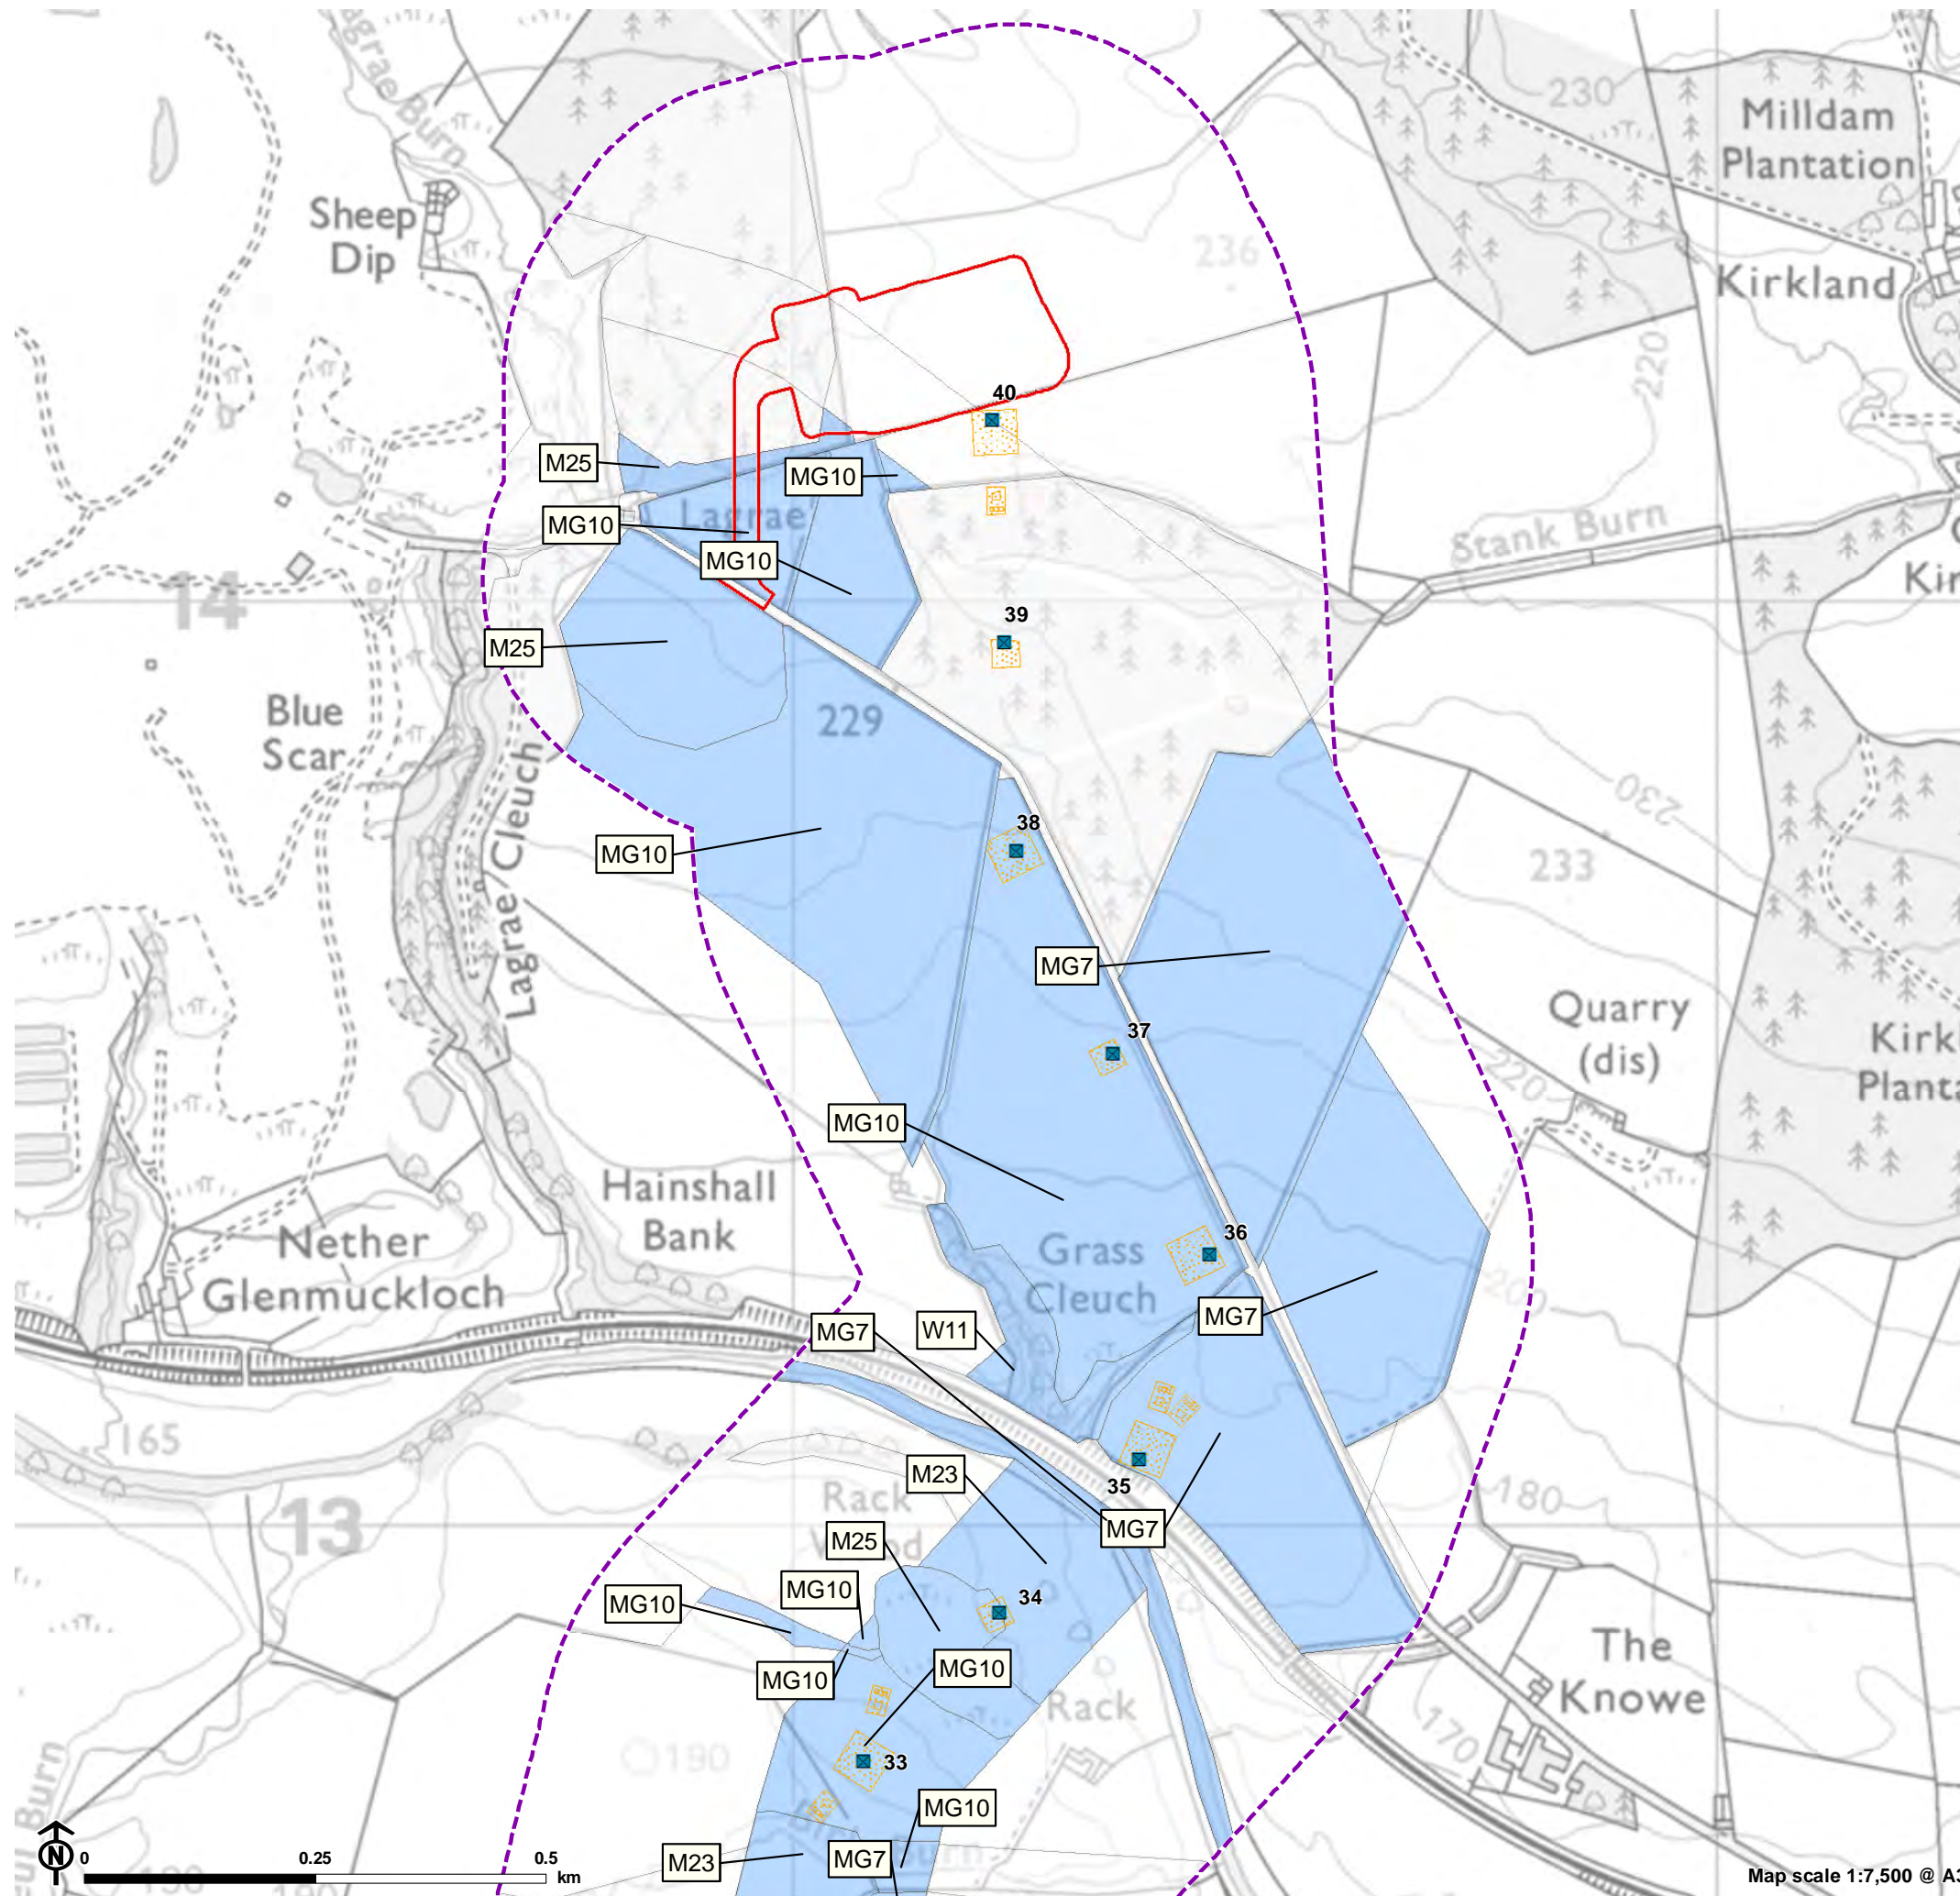 Lagrae Burn
230
Milldam
Plantation
Sheep
Dip
236
Kirkland
220
40
M25
MG10
Lagrae
MG10
MG10
Stank Burn
14
39
M25
Blue
Scar
229
230
38
MG10
233
Lagrae Cleuch
MG7
Quarry
(dis)
37
220
MG10
Hainshall
Bank
Nether
Glenmuckloch
36
Grass
Cleuch
200
MG7
MG7
W11
165
M23
35
180
Rack
13
M25
MG7
MG10
MG10
34
The
Knowe
MG10
MG10
Rack
170
190
33
MG10
Burn
M23
MG7
N
0
0.25
0.5
km
Map scale 1:7,500 @